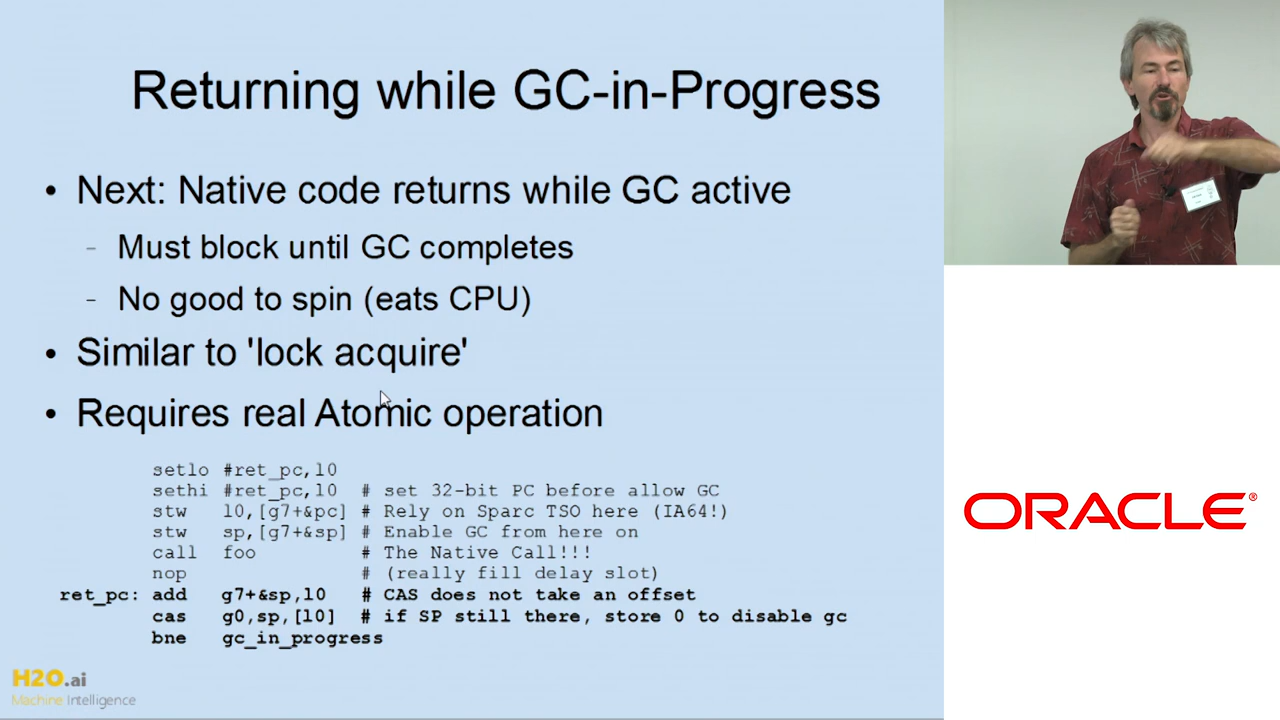 Returning while GC-in-Progress
• Next: Native code returns while GC active
- Must block until GC completes
- No good to spin (eats CPU)
• Similar to 'lock acquire'
• Requires real Atomic operation
setlo #ret_pc,l0
sethi #ret_pc,l0 # set 32-bit PC before allow GC
stw l0,[g7+&pc] # Rely on Sparc TSO here (IA64!)
stw sp,[g7+&sp] # Enable GC from here on
call foo # The Native Call!!!
nop # (really fill delay slot)
ret_pc: add g7+&sp,l0 # CAS does not take an offset
cas g0,sp,[l0] # if SP still there, store 0 to disable gc
bne gc_in_progress
H2O.ai
Machine Intelligence
ORACLE®